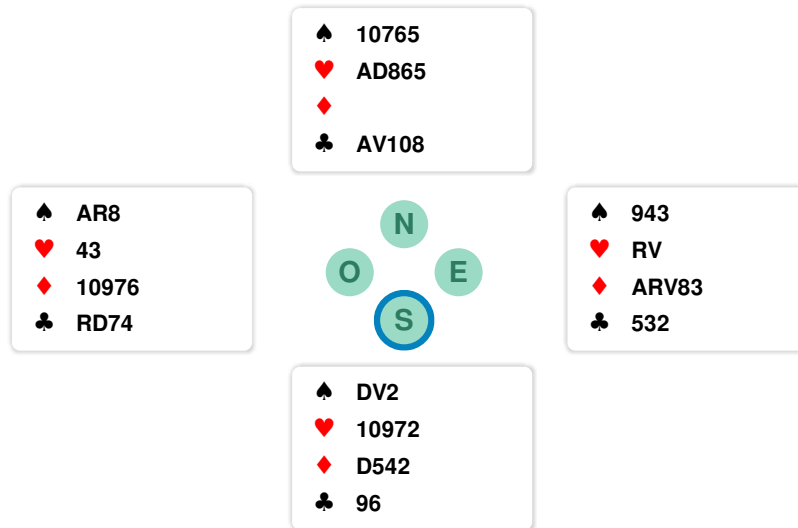 ♠ 10765
♥ AD865
♦
♣ AV108
♠ AR8
♥ 43
♦ 10976
♣ RD74
N
O E
S
♠ 943
♥ RV
♦ ARV83
♣ 532
♠ DV2
♥ 10972
♦ D542
♣ 96